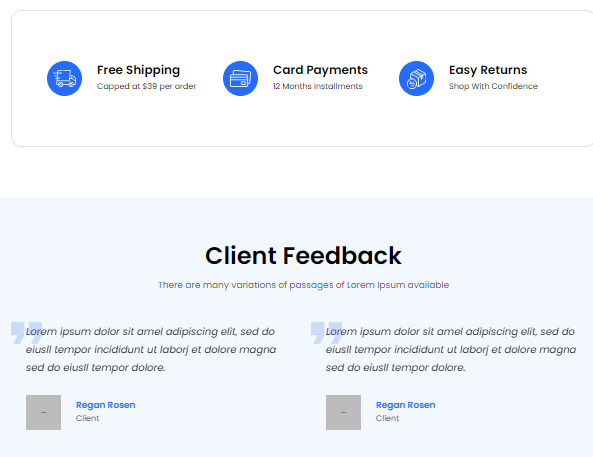 Free Shipping
Capped at $39 per order
Card Payments
12 Months Installments
Easy Returns
Shop With Confidence
Client Feedback
There are many variations of passages of Lorem Ipsum available
Lorem ipsum dolor sit amel adipiscing elit, sed do
eiusll tempor incididunt ut laborj et dolore magna
sed do eiusll tempor dolore.
Regan Rosen
Client
Lorem ipsum dolor sit amel adipiscing elit, sed do
eiusll tempor incididunt ut laborj et dolore magna
sed do eiusll tempor dolore.
Regan Rosen
Client